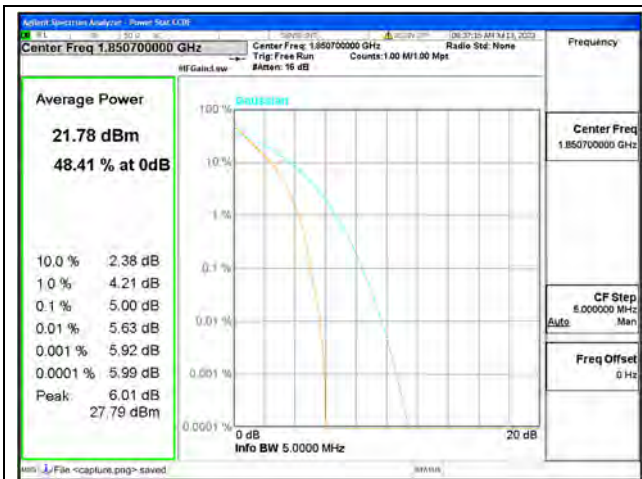 Agilent Spectrum Analyzer - Power Stat CCDF
Center Freq 1.850700000 GHz
Center Freq: 1.850700000 GHz
Radio Std: None
Trig: Free Run
Counts:1.00 M/1.00 Mpt
#IFGain:Low
#Atten: 16 dB
Frequency
Average Power
21.78 dBm
48.41 % at 0dB
10.0 % 2.38 dB
1.0 % 4.21 dB
0.1 % 5.00 dB
0.01 % 5.63 dB
0.001 % 5.92 dB
0.0001 % 5.99 dB
Peak 6.01 dB
27.79 dBm
Gaussian
100 %
10 %
1 %
0.1 %
0.01 %
0.001 %
0.0001 %
0 dB
20 dB
Info BW 5.0000 MHz
Center Freq
1.850700000 GHz
CF Step
5.000000 MHz
Auto Man
Freq Offset
0 Hz
MSG
File <capture.png> saved
STATUS